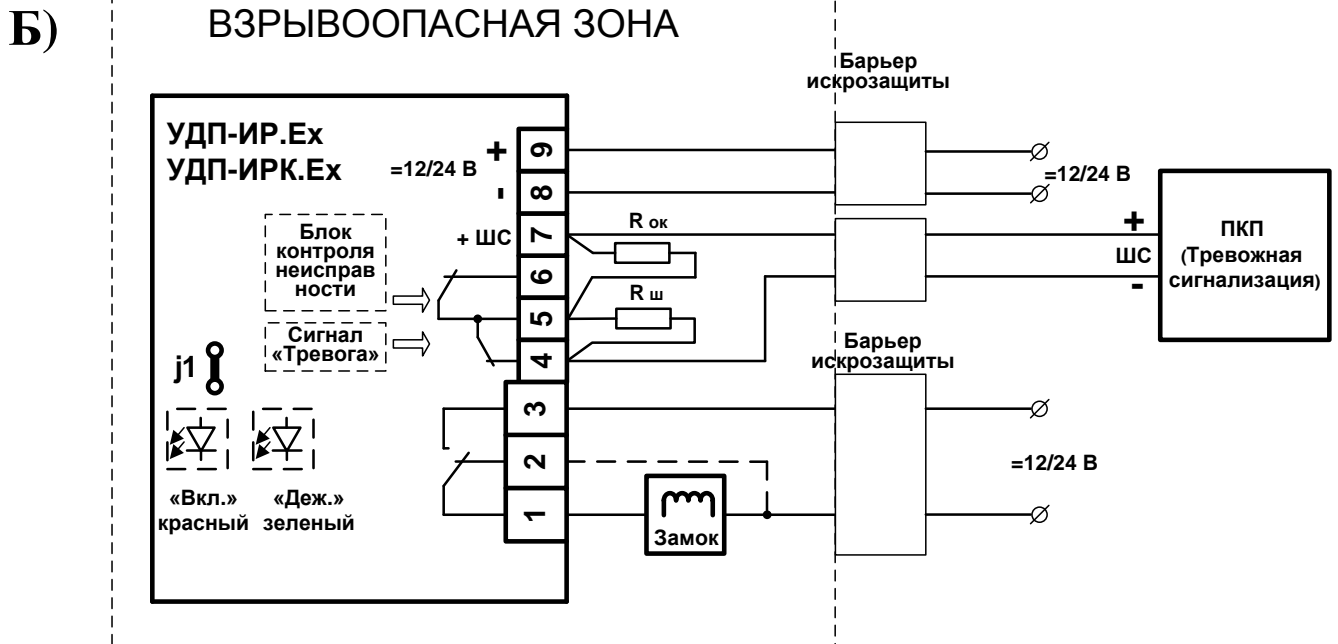 Б)
ВЗРЫВООПАСНАЯ ЗОНА
Барьер
искрозащиты
УДП-ИР.Ех
УДП-ИРК.Ех
=12/24 В
+
-
9
8
7
6
5
4
3
2
1
+ ШС
Блок
контроля
неисправ
ности
Сигнал
«Тревога»
j1
«Вкл.»
красный
«Деж.»
зеленый
R ок
R ш
Замок
=12/24 В
+
ШС
-
ПКП
(Тревожная
сигнализация)
Барьер
искрозащиты
=12/24 В